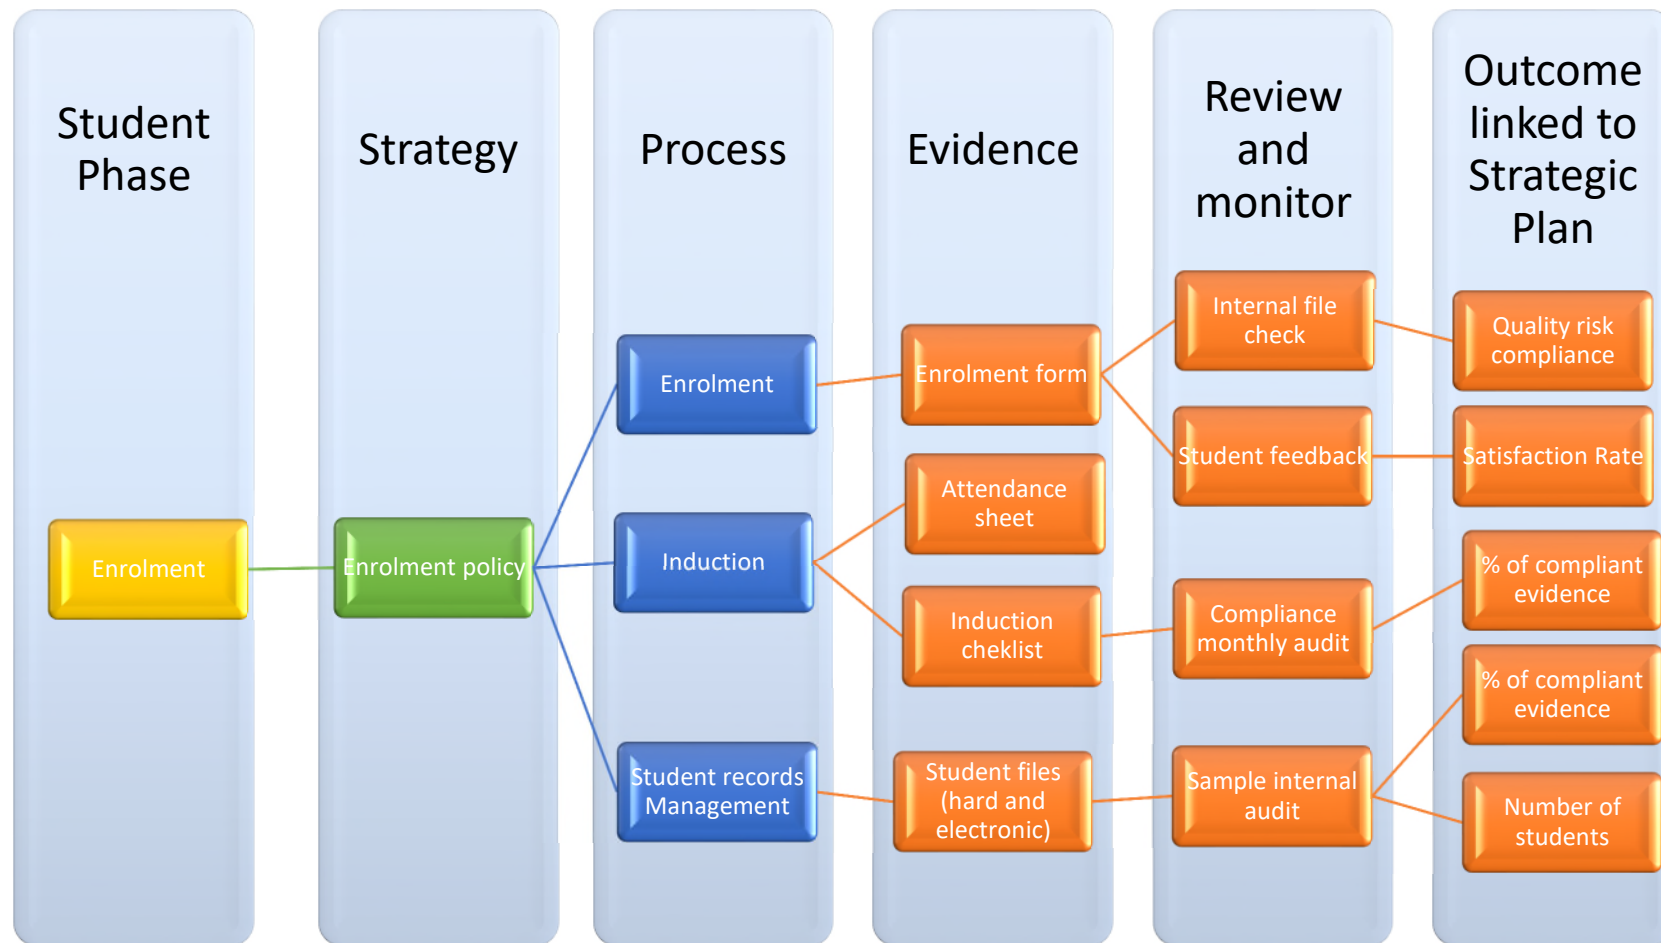 Student
Phase
Strategy
Process
Evidence
Review
and
monitor
Outcome
linked to
Strategic
Plan
Enrolment
Enrolment policy
Enrolment
Induction
Student records
Management
Enrolment form
Attendance
sheet
Induction
cheklist
Student files
(hard and
electronic)
Internal file
check
Student feedback
Compliance
monthly audit
Sample internal
audit
Quality risk
compliance
Satisfaction Rate
% of compliant
evidence
% of compliant
evidence
Number of
students